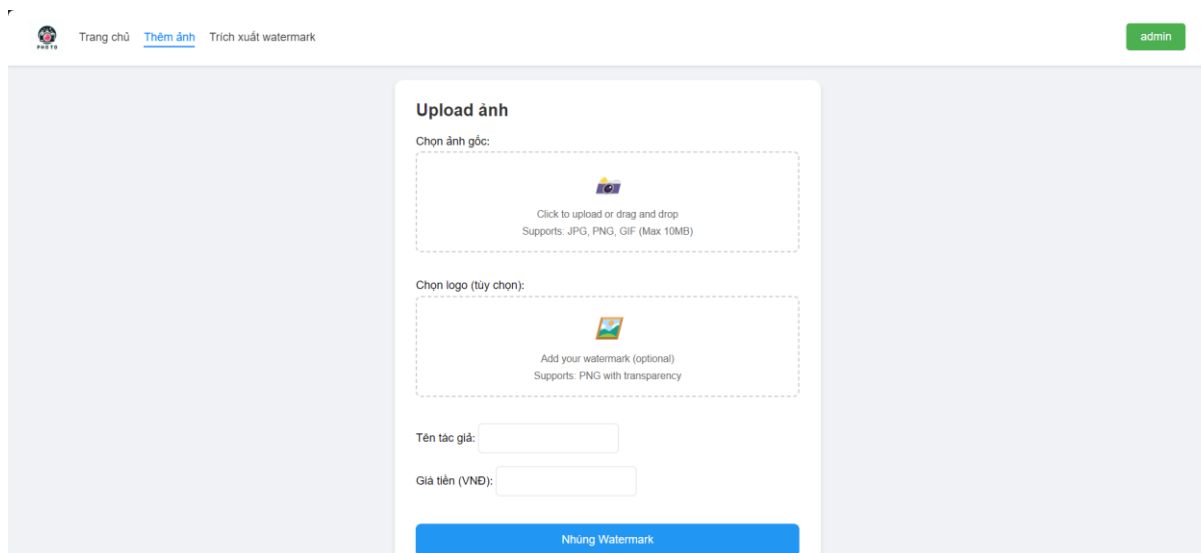 PHOTO
Trang chủ Thêm ảnh Trích xuất watermark
admin
Upload ảnh
Chọn ảnh gốc:
Click to upload or drag and drop
Supports: JPG, PNG, GIF (Max 10MB)
Chọn logo (tùy chọn):
Add your watermark (optional)
Supports: PNG with transparency
Tên tác giả:
Giá tiền (VNĐ):
Nhúng Watermark